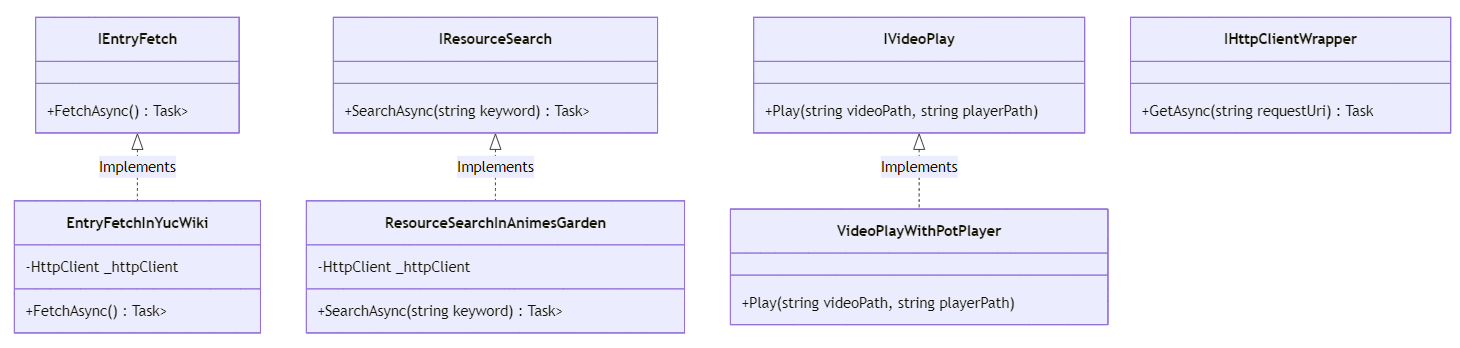 IEntryFetch
+FetchAsync() : Task>
Implements
EntryFetchInYucWiki
-HttpClient _httpClient
+FetchAsync() : Task>
IResourceSearch
+SearchAsync(string keyword) : Task>
Implements
ResourceSearchInAnimesGarden
-HttpClient _httpClient
+SearchAsync(string keyword) : Task>
IVideoPlay
+Play(string videoPath, string playerPath)
Implements
VideoPlayWithPotPlayer
+Play(string videoPath, string playerPath)
IHttpClientWrapper
+GetAsync(string requestUri) : Task